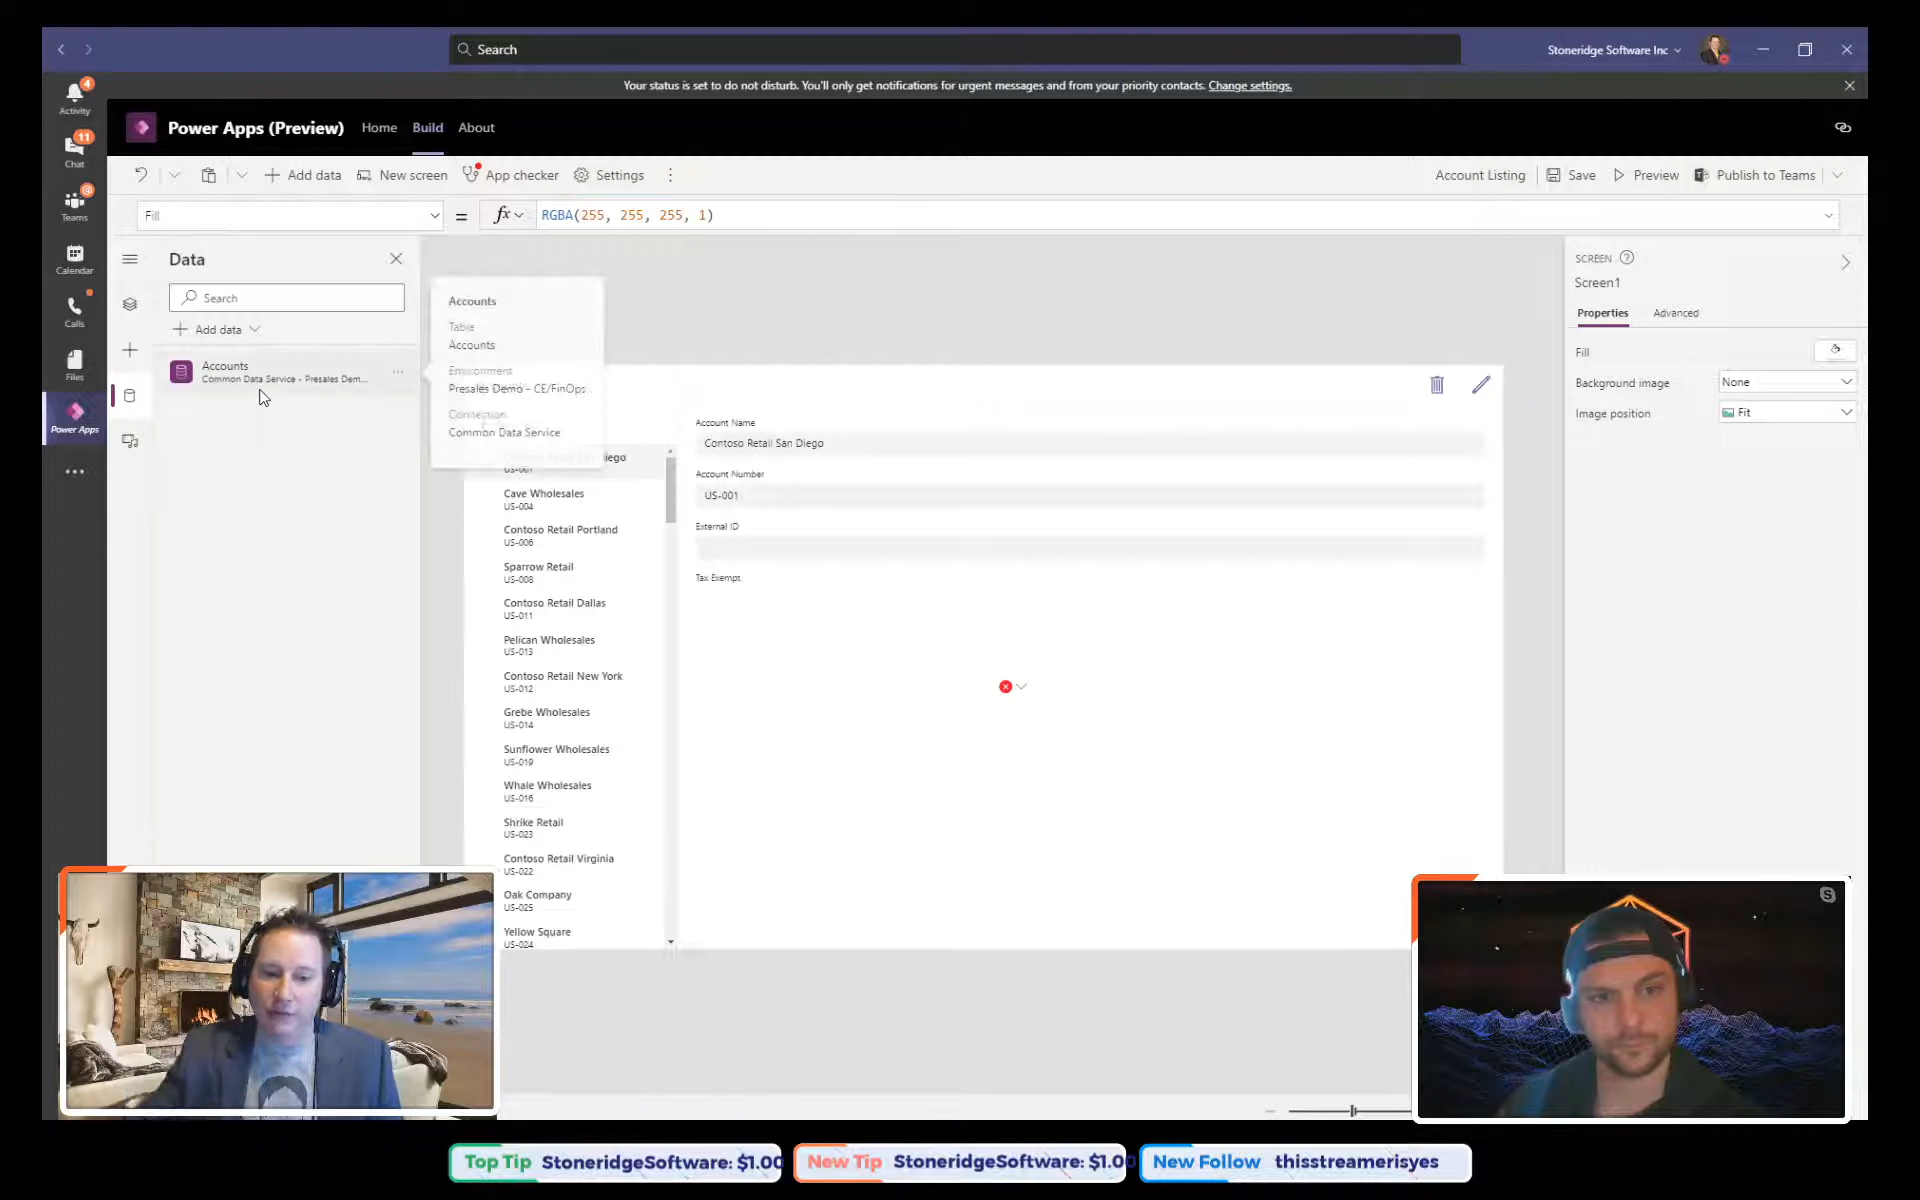 Search
Stoneridge Software Inc
Your status is set to do not disturb. You'll only get notifications for urgent messages and from your priority contacts. Change settings.
4
Activity
11
Chat
Teams
Calendar
Calls
Files
Power Apps
Power Apps (Preview) Home Build About
Add data New screen App checker Settings
Account Listing Save Preview Publish to Teams
Fill = fx RGBA(255, 255, 255, 1)
Data
Search
Add data
Accounts
Common Data Service - Presales Dem...
Accounts
Table
Accounts
Environment
Presales Demo - CE/FinOps
Connection
Common Data Service
US-001
Cave Wholesales
US-004
Contoso Retail Portland
US-006
Sparrow Retail
US-008
Contoso Retail Dallas
US-011
Pelican Wholesales
US-013
Contoso Retail New York
US-012
Grebe Wholesales
US-014
Sunflower Wholesales
US-019
Whale Wholesales
US-016
Shrike Retail
US-023
Contoso Retail Virginia
US-022
Oak Company
US-025
Yellow Square
US-024
Account Name
Contoso Retail San Diego
Account Number
US-001
External ID
Tax Exempt
SCREEN
Screen1
Properties Advanced
Fill
Background image None
Image position Fit
Top Tip StoneridgeSoftware: $1.00
New Tip StoneridgeSoftware: $1.00
New Follow thisstreamerisyes